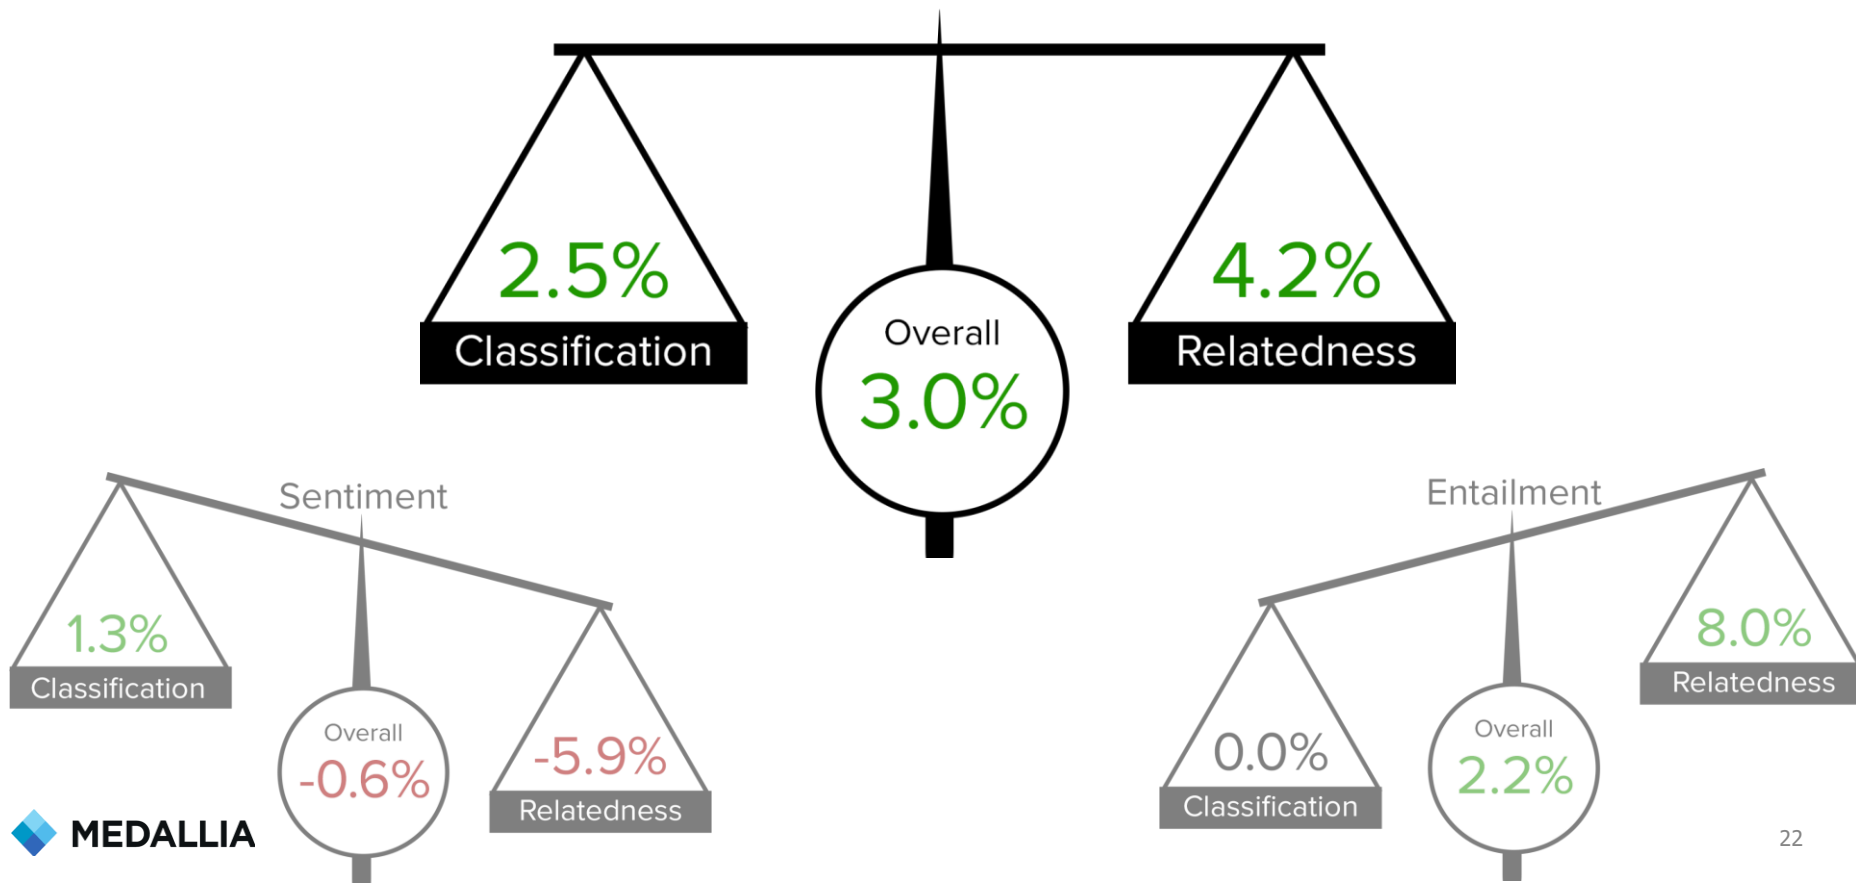 2.5%
Classification
Overall
3.0%
4.2%
Relatedness
Sentiment
1.3%
Classification
Overall
-0.6%
-5.9%
Relatedness
Entailment
0.0%
Classification
Overall
2.2%
8.0%
Relatedness
MEDALLIA
22